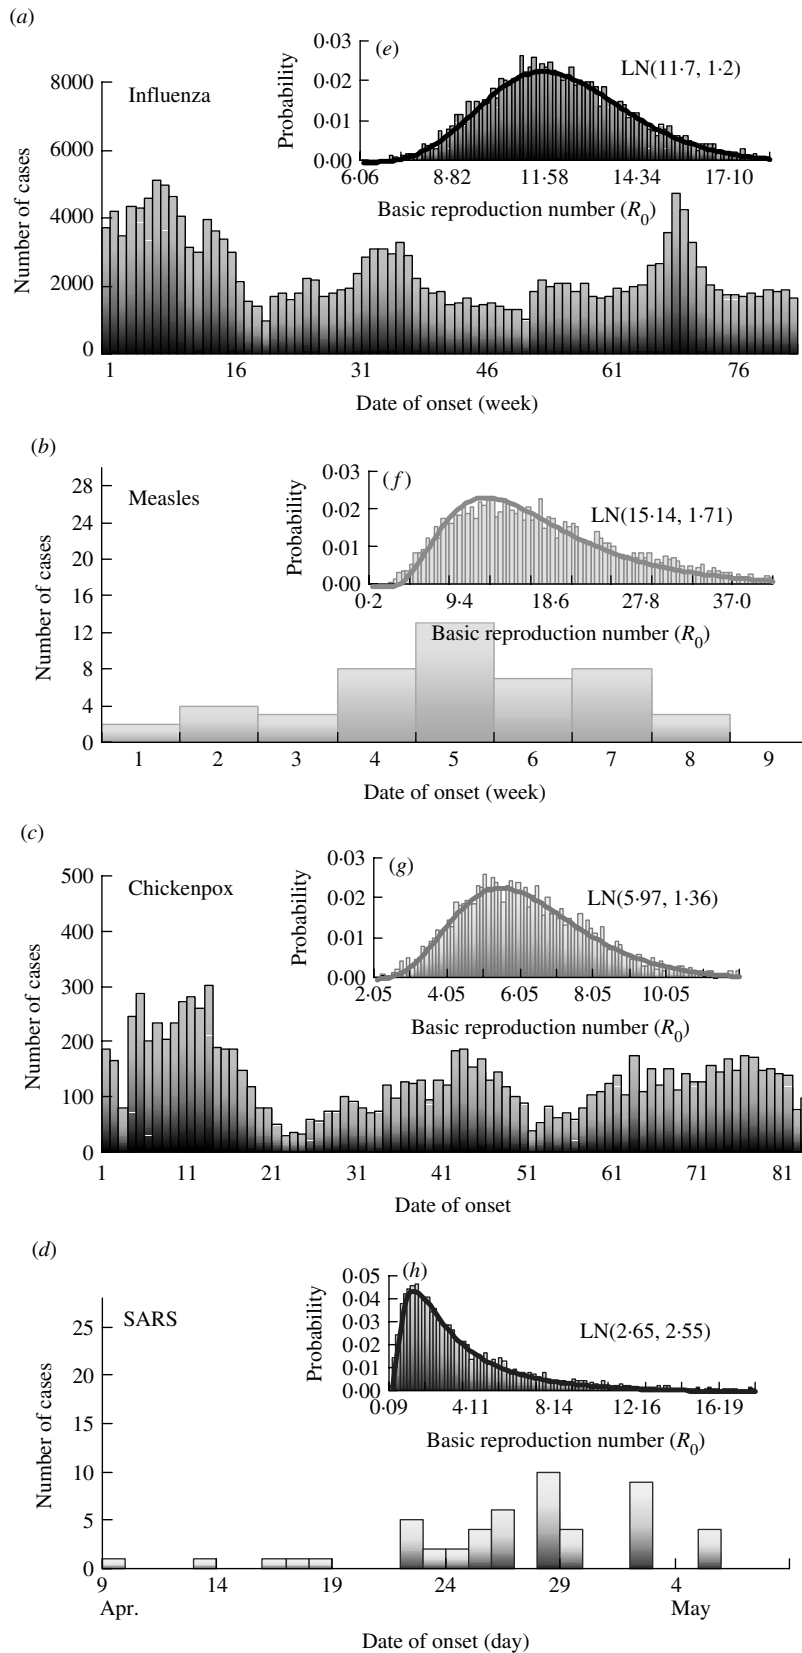 (a)
(e)
LN(11·7, 1·2)
Probability
0·03
0·02
0·01
0·00
6·06 8·82 11·58 14·34 17·10
Basic reproduction number (R0)
Influenza
Number of cases
8000
6000
4000
2000
0
1 16 31 46 61 76
Date of onset (week)
(b)
(f)
LN(15·14, 1·71)
Probability
0·03
0·02
0·01
0·00
0·2 9·4 18·6 27·8 37·0
Basic reproduction number (R0)
Measles
Number of cases
28
24
20
16
12
8
4
0
1 2 3 4 5 6 7 8 9
Date of onset (week)
(c)
(g)
LN(5·97, 1·36)
Probability
0·03
0·02
0·01
0·00
2·05 4·05 6·05 8·05 10·05
Basic reproduction number (R0)
Chickenpox
Number of cases
500
400
300
200
100
0
1 11 21 31 41 51 61 71 81
Date of onset
(d)
(h)
LN(2·65, 2·55)
Probability
0·05
0·04
0·03
0·02
0·01
0·00
0·09 4·11 8·14 12·16 16·19
Basic reproduction number (R0)
SARS
Number of cases
25
20
15
10
5
0
9 14 19 24 29 4
Apr. May
Date of onset (day)